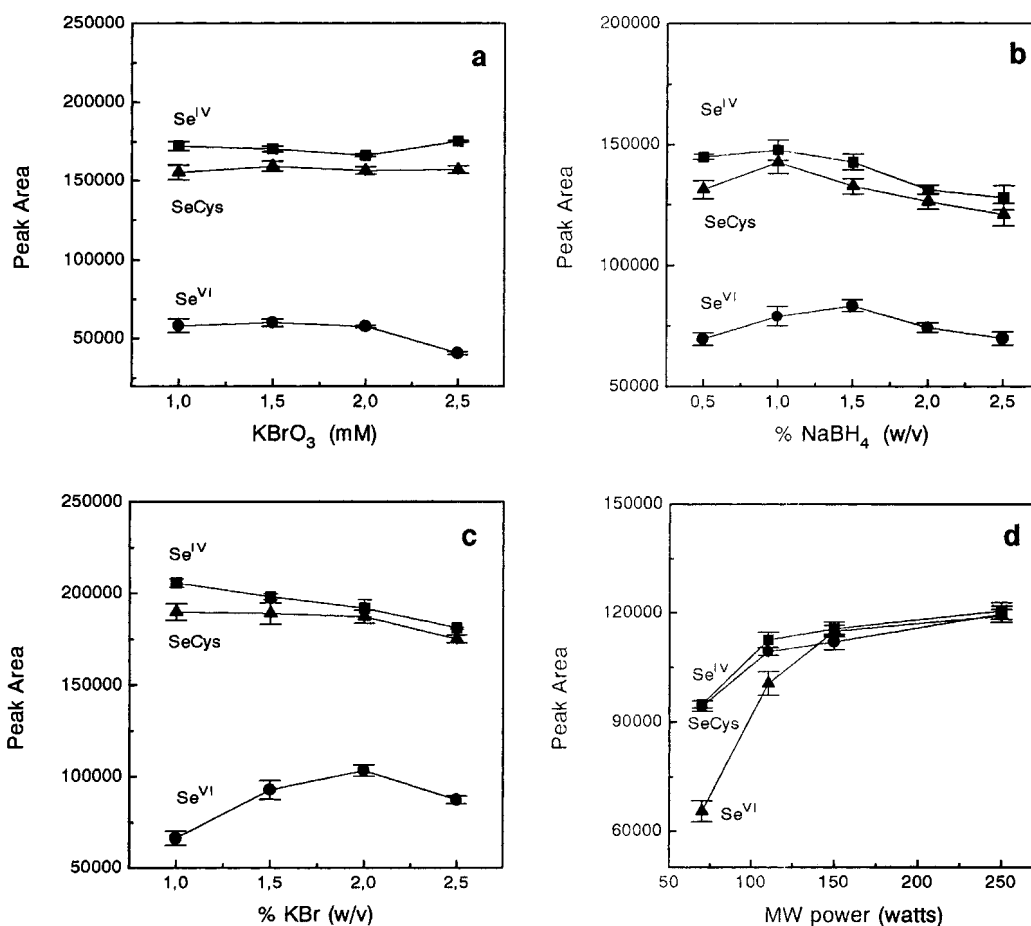 250000
200000
150000
100000
50000
Peak Area
a
Se^IV
SeCys
Se^VI
1,0 1,5 2,0 2,5
KBrO₃ (mM)
200000
150000
100000
50000
Peak Area
b
Se^IV
SeCys
Se^VI
0,5 1,0 1,5 2,0 2,5
% NaBH₄ (w/v)
250000
200000
150000
100000
50000
Peak Area
c
Se^IV
SeCys
Se^VI
1,0 1,5 2,0 2,5
% KBr (w/v)
150000
120000
90000
60000
Peak Area
d
Se^IV
SeCys
Se^VI
50 100 150 200 250
MW power (watts)